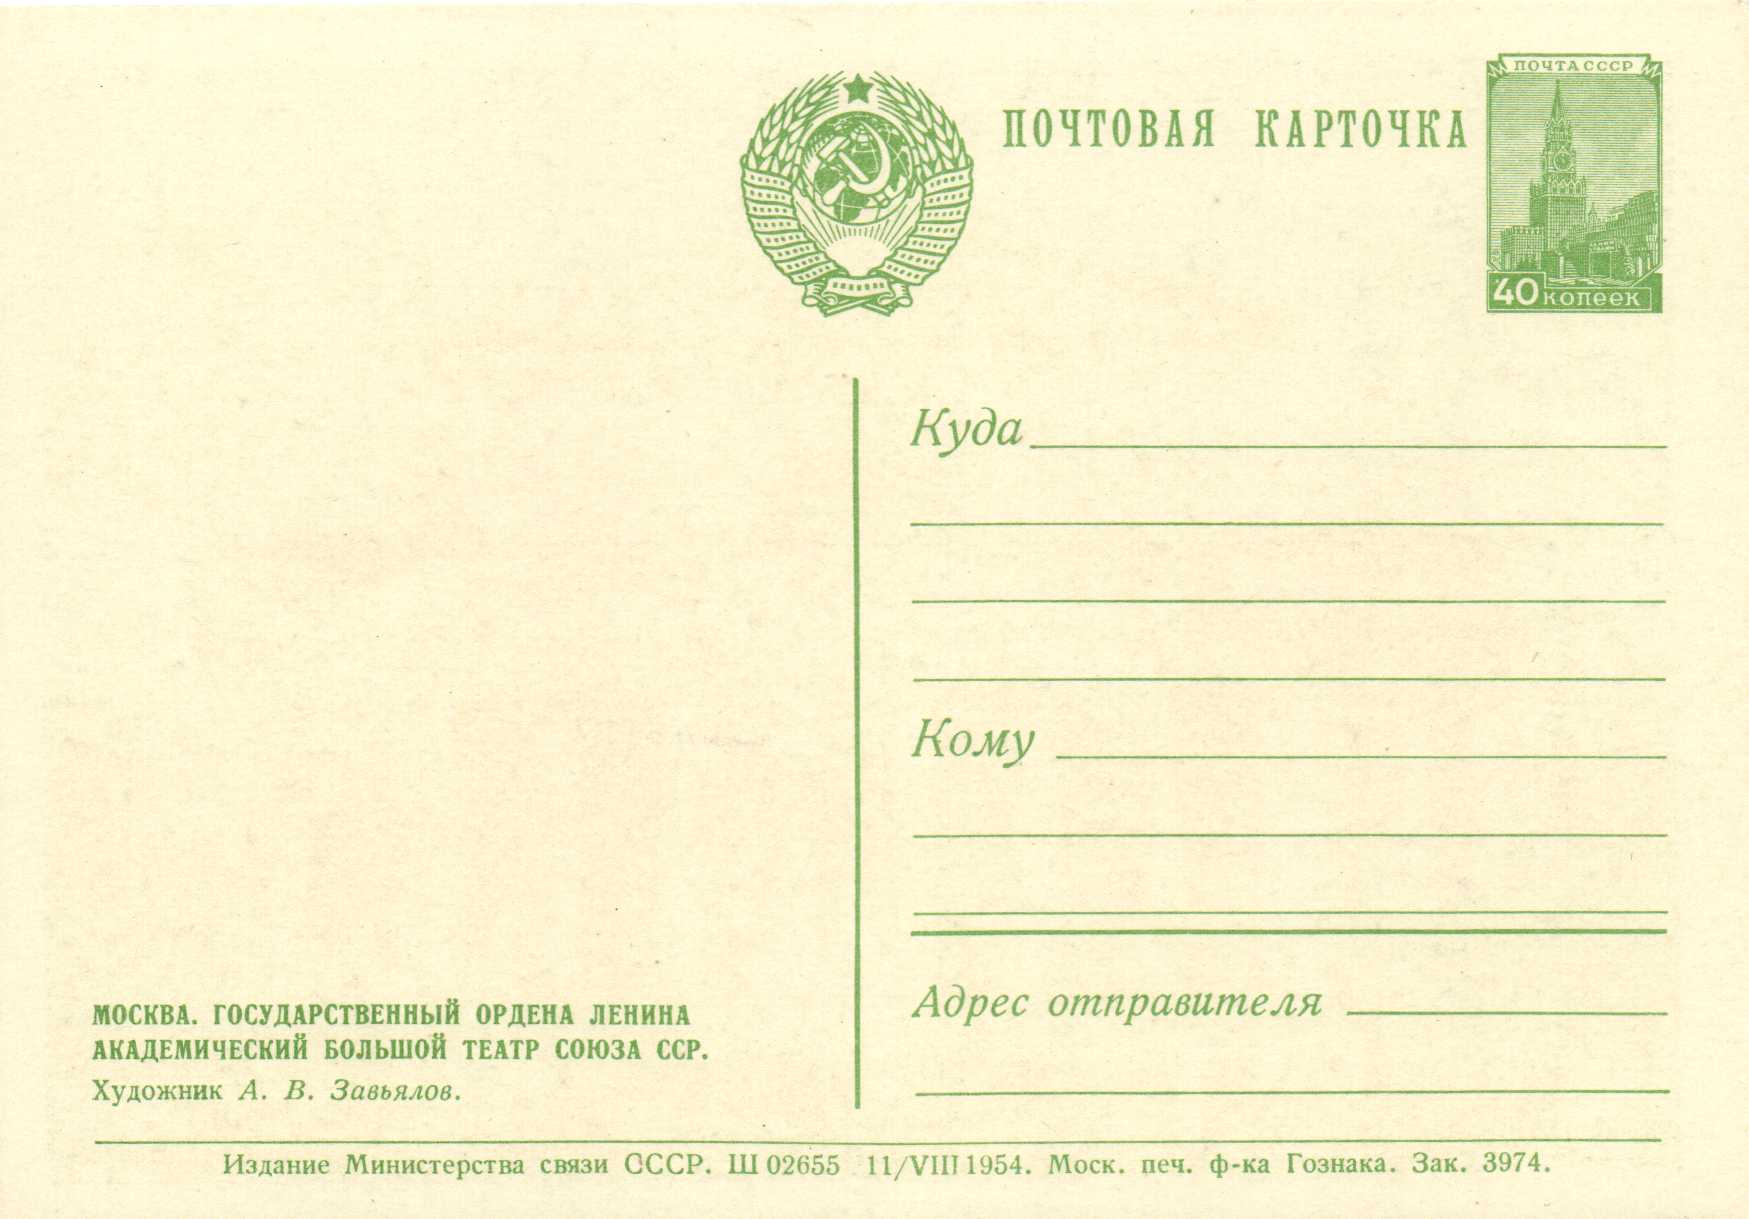 ПОЧТОВАЯ КАРТОЧКА
ПОЧТА СССР
40 КОПЕЕК
Куда
Кому
Адрес отправителя
МОСКВА. ГОСУДАРСТВЕННЫЙ ОРДЕНА ЛЕНИНА
АКАДЕМИЧЕСКИЙ БОЛЬШОЙ ТЕАТР СОЮЗА ССР.
Художник А. В. Завьялов.
Издание Министерства связи СССР. Ш 02655 11/VIII 1954. Моск. печ. ф-ка Гознака. Зак. 3974.